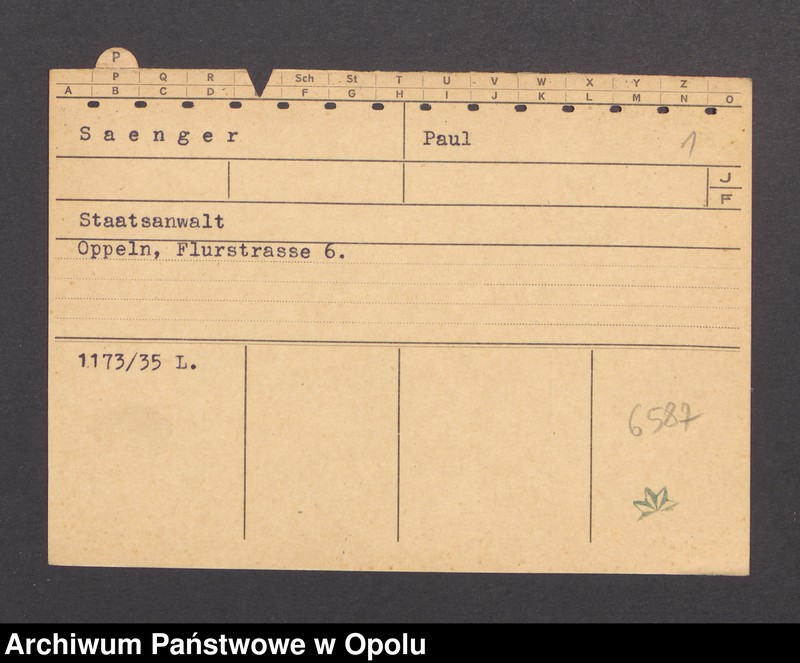 P
P Q R Sch St T U V W X Y Z
A B C D F G H I J K L M N O
Saenger Paul 1
J
F
Staatsanwalt
Oppeln, Flurstrasse 6.
1173/35 L.
6587
Archiwum Państwowe w Opolu